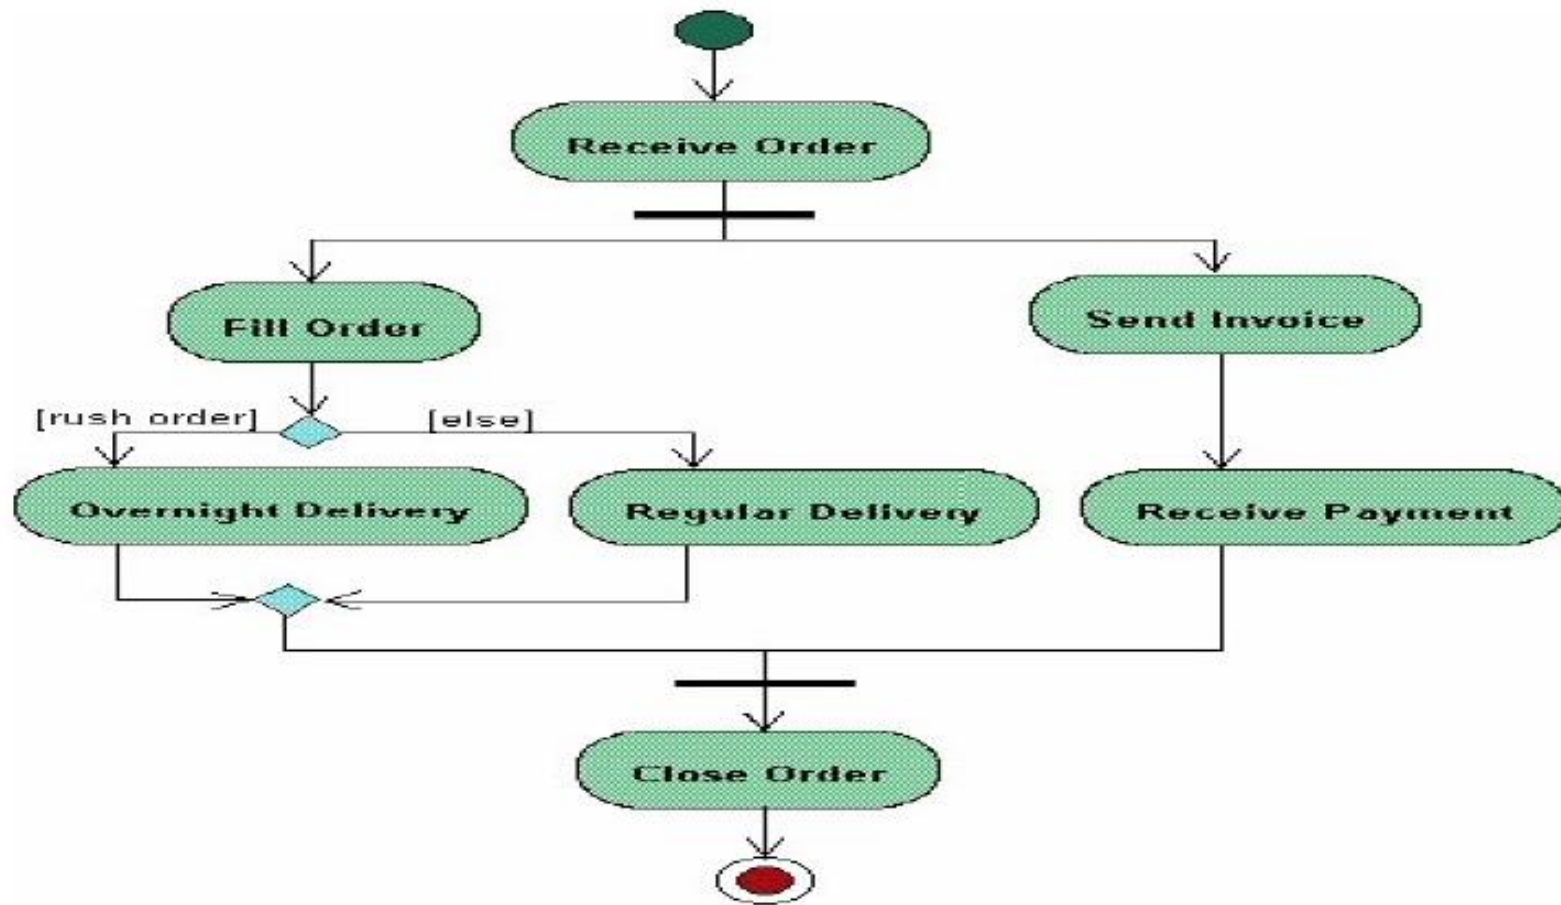 Receive Order
Fill Order
Send Invoice
[rush order]
[else]
Overnight Delivery
Regular Delivery
Receive Payment
Close Order